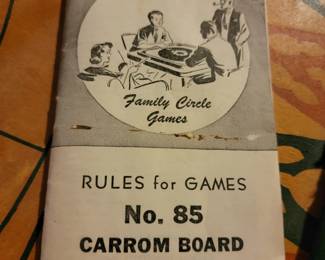 Family Circle
Games
RULES for GAMES
No. 85
CARROM BOARD